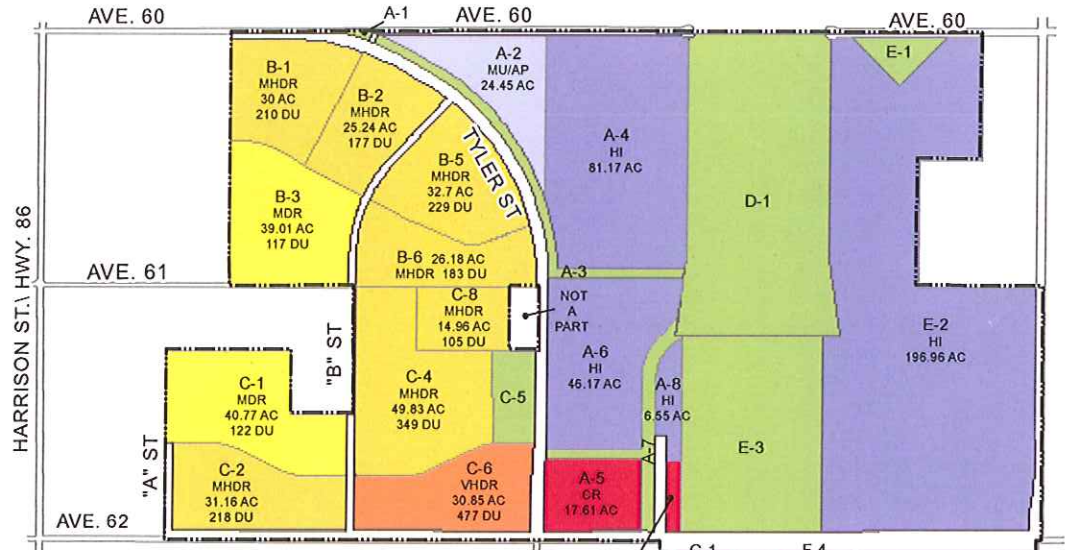 AVE. 60
A-1
AVE. 60
AVE. 60
B-1
MHDR
30 AC
210 DU
B-2
MHDR
25.24 AC
177 DU
A-2
MU/AP
24.45 AC
E-1
TYLER ST
B-5
MHDR
32.7 AC
229 DU
A-4
HI
81.17 AC
B-3
MDR
39.01 AC
117 DU
D-1
HARRISON ST.\ HWY. 86
AVE. 61
B-6 26.18 AC
MHDR 183 DU
A-3
C-8
MHDR
14.96 AC
105 DU
NOT
A
PART
"B" ST
A-6
HI
46.17 AC
E-2
HI
196.96 AC
C-1
MDR
40.77 AC
122 DU
C-4
MHDR
49.83 AC
349 DU
C-5
A-8
HI
6.55 AC
"A" ST
C-2
MHDR
31.16 AC
218 DU
C-6
VHDR
30.85 AC
477 DU
A-5
CR
17.61 AC
A-7
E-3
AVE. 62